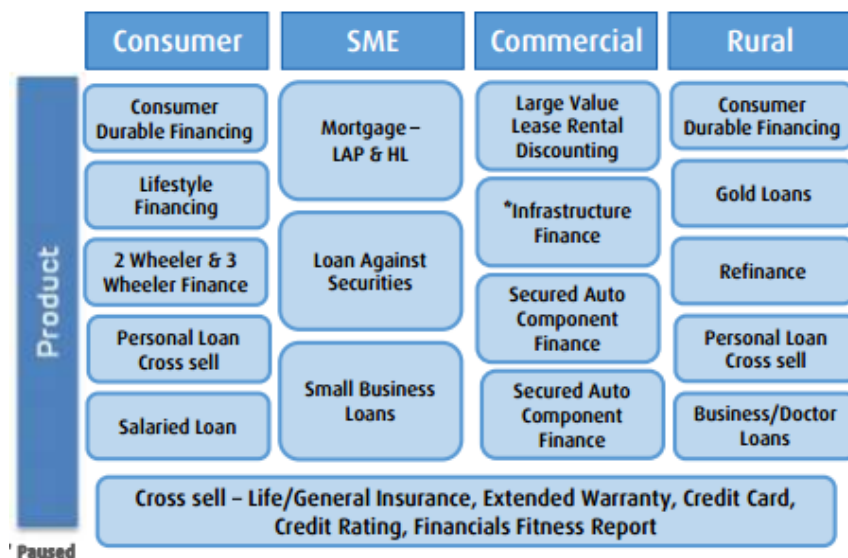 Consumer
SME
Commercial
Rural
Product
Consumer
Durable Financing
Lifestyle
Financing
2 Wheeler & 3
Wheeler Finance
Personal Loan
Cross sell
Salaried Loan
Mortgage –
LAP & HL
Loan Against
Securities
Small Business
Loans
Large Value
Lease Rental
Discounting
*Infrastructure
Finance
Secured Auto
Component
Finance
Secured Auto
Component
Finance
Consumer
Durable Financing
Gold Loans
Refinance
Personal Loan
Cross sell
Business/Doctor
Loans
Cross sell – Life/General Insurance, Extended Warranty, Credit Card,
Credit Rating, Financials Fitness Report
* Paused